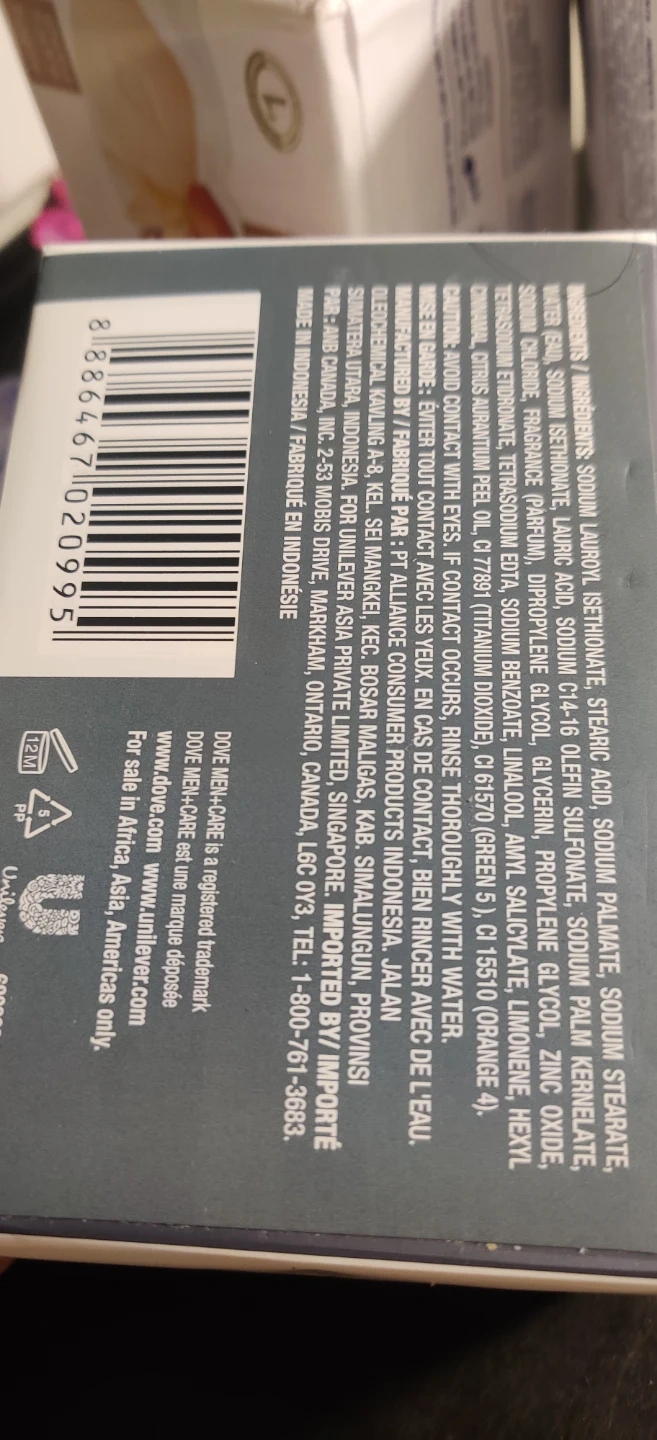 INGREDIENTS / INGRÉDIENTS: SODIUM LAUROYL ISETHIONATE, STEARIC ACID, SODIUM PALMATE, SODIUM STEARATE,
WATER (EAU), SODIUM ISETHIONATE, LAURIC ACID, SODIUM C14-16 OLEFIN SULFONATE, SODIUM PALM KERNELATE,
SODIUM CHLORIDE, FRAGRANCE (PARFUM), DIPROPYLENE GLYCOL, GLYCERIN, PROPYLENE GLYCOL, ZINC OXIDE,
TETRASODIUM ETIDRONATE, TETRASODIUM EDTA, SODIUM BENZOATE, LINALOOL, AMYL SALICYLATE, LIMONENE, HEXYL
CINNAMAL, CITRUS AURANTIUM PEEL OIL, CI 77891 (TITANIUM DIOXIDE), CI 61570 (GREEN 5), CI 15510 (ORANGE 4).
CAUTION: AVOID CONTACT WITH EYES. IF CONTACT OCCURS, RINSE THOROUGHLY WITH WATER.
MISE EN GARDE : ÉVITER TOUT CONTACT AVEC LES YEUX. EN CAS DE CONTACT, BIEN RINCER AVEC DE L'EAU.
MANUFACTURED BY / FABRIQUÉ PAR : PT ALLIANCE CONSUMER PRODUCTS INDONESIA. JALAN
OLEOCHEMICAL KAVLING A-8, KEL. SEI MANGKEI, KEC. BOSAR MALIGAS, KAB. SIMALUNGUN, PROVINSI
SUMATERA UTARA, INDONESIA, FOR UNILEVER ASIA PRIVATE LIMITED, SINGAPORE. IMPORTED BY/ IMPORTÉ
PAR : ANB CANADA, INC. 2-53 MOBIS DRIVE, MARKHAM, ONTARIO, CANADA, L6C 0Y3, TEL: 1-800-761-3683.
MADE IN INDONESIA / FABRIQUÉ EN INDONÉSIE
8 886467 020995
DOVE MEN+CARE is a registered trademark
DOVE MEN+CARE est une marque déposée
www.dove.com www.unilever.com
For sale in Africa, Asia, Americas only.
12M
5
PP
Unilever
L